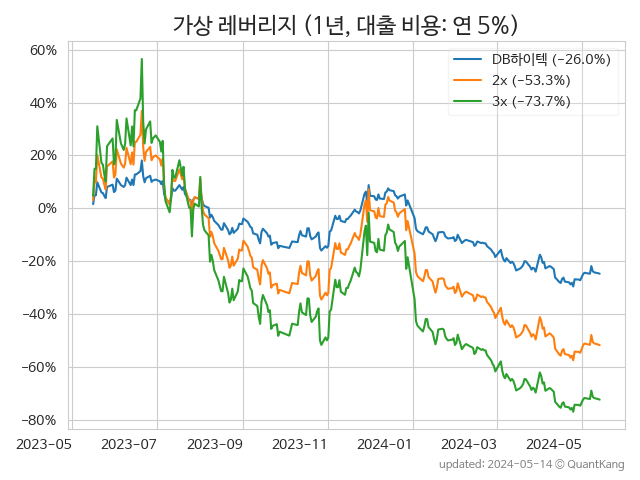 가상 레버리지 (1년, 대출 비용: 연 5%)
DB하이텍 (−26.0%)
2x (−53.3%)
3x (−73.7%)
60%
40%
20%
0%
−20%
−40%
−60%
−80%
2023-05 2023-07 2023-09 2023-11 2024-01 2024-03 2024-05
updated: 2024-05-14 © QuantKang